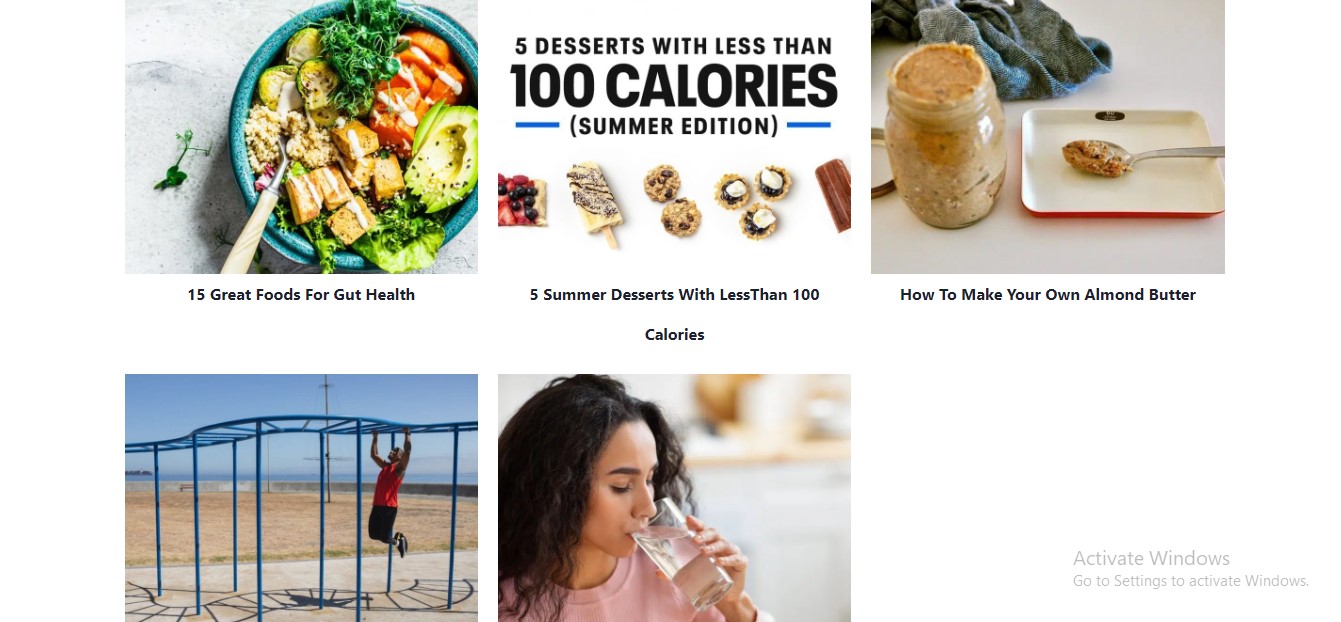 5 DESSERTS WITH LESS THAN
100 CALORIES
(SUMMER EDITION)
15 Great Foods For Gut Health
5 Summer Desserts With LessThan 100
Calories
How To Make Your Own Almond Butter
Activate Windows
Go to Settings to activate Windows.